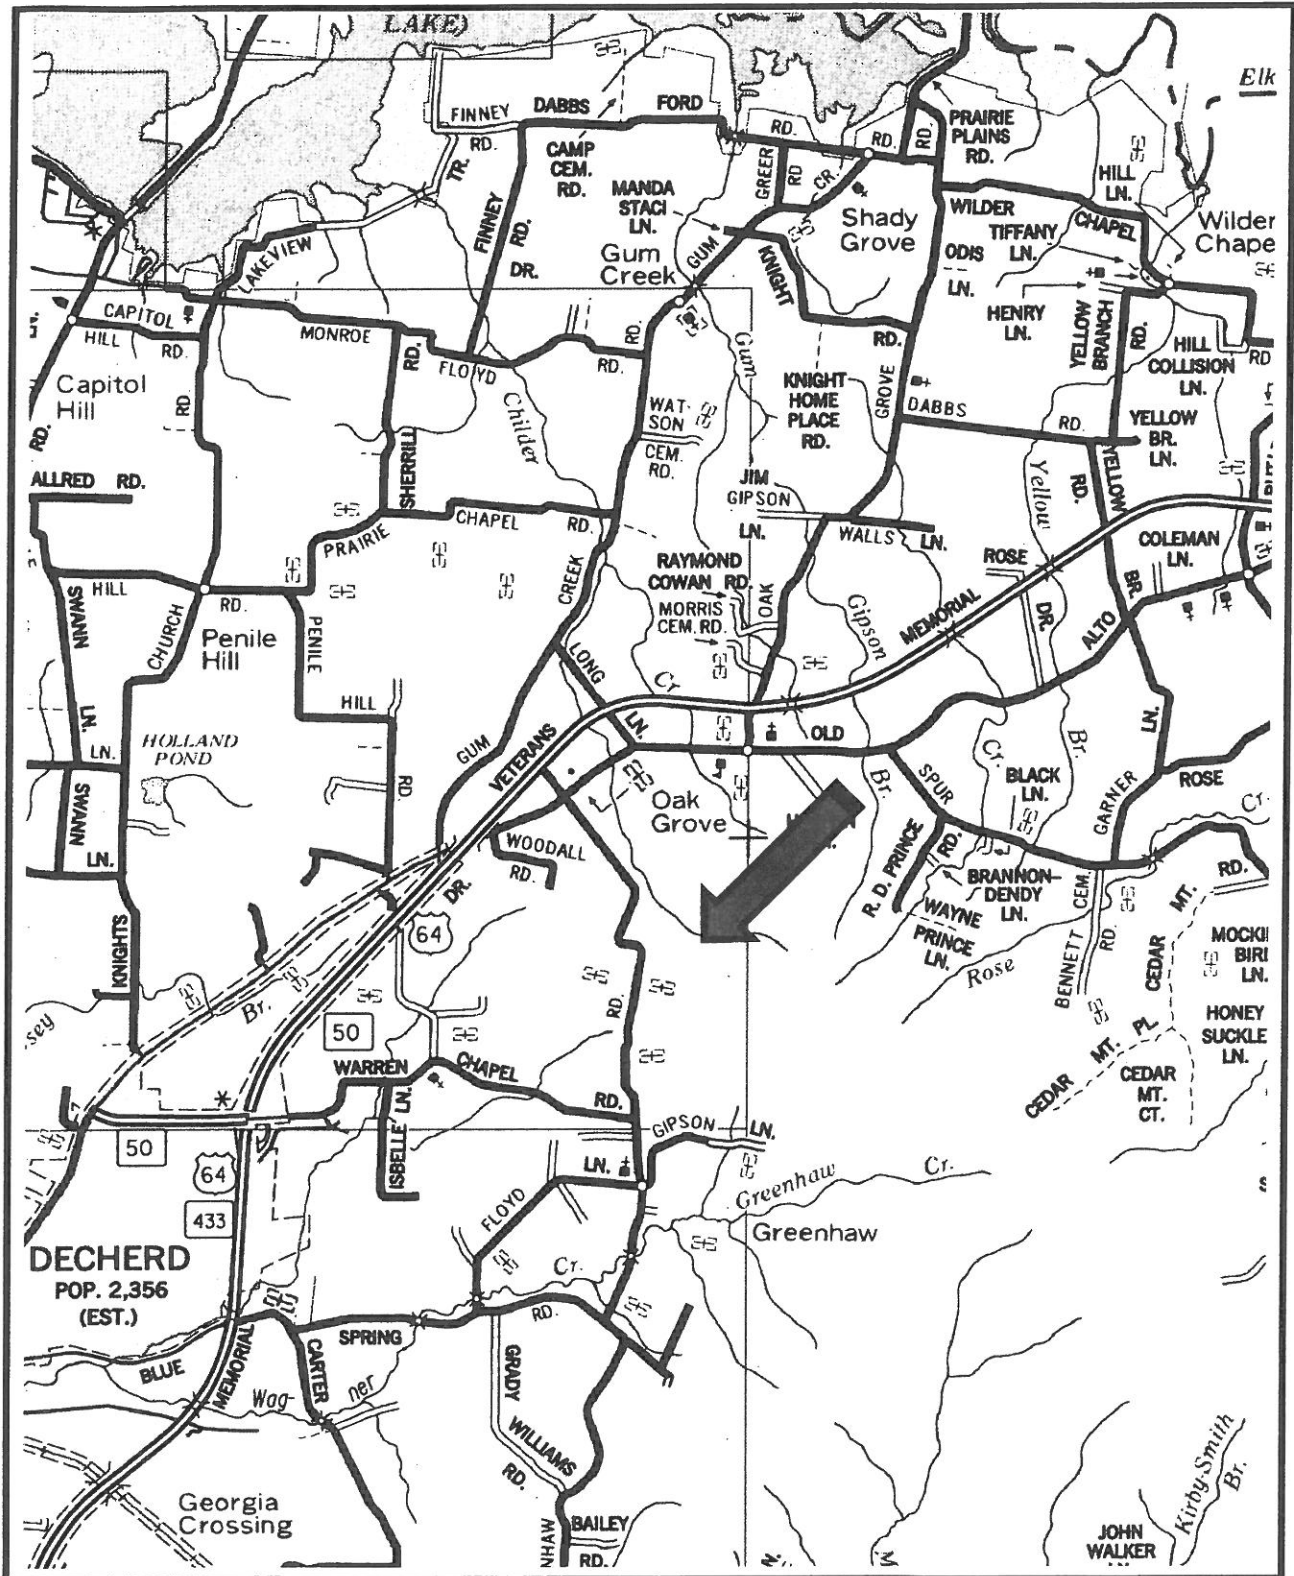 LAKE)
Elk
FINNEY
RD.
DABBS
FORD
RD.
RD.
RD.
PRAIRIE
PLAINS
RD.
CAMP
CEM.
RD.
TR.
GREER
RD
CR.
HILL
LN.
MANDA
STACI
LN.
Shady
Grove
WILDER
CHAPEL
Wilder
Chape
TIFFANY
LN.
FINNEY
RD.
DR.
LAKEVIEW
Gum
Creek
GUM
KNIGHT
RD.
ODIS
LN.
HENRY
LN.
YELLOW
BRANCH
RD.
HILL
COLLISION
LN.
RD
LN.
CAPITOL
HILL
RD.
MONROE
RD.
FLOYD
RD.
RD.
Gum
Capitol
Hill
RD.
RD.
Childer
KNIGHT
HOME
PLACE
RD.
GROVE
DABBS
RD.
YELLOW
BR.
LN.
WAT-
SON
CEM.
RD.
ALLRED RD.
SHERRILL
JIM
GIPSON
LN.
Yellow
RD.
YELLOW
PRAIRIE
CHAPEL
RD.
WALLS
LN.
COLEMAN
LN.
RAYMOND
COWAN RD.
ROSE
DR.
HILL
RD.
SWANN
LN.
CHURCH
Penile
Hill
PENILE
HILL
RD.
CREEK
MORRIS
CEM. RD.
OAK
Gipson
MEMORIAL
BR.
ALTO
LONG
LN.
Cr
LN.
HOLLAND
POND
GUM
VETERANS
OLD
LN.
Br.
SPUR
Cr.
Br.
BLACK
LN.
GARNER
ROSE
Cr.
SWANN
LN.
Oak
Grove
WOODALL
RD.
DR.
R. D. PRINCE
RD.
BRANNON-
DENDY
LN.
CEM.
MT.
RD.
KNIGHTS
64
WAYNE
PRINCE
LN.
BENNETT
RD.
CEDAR
MOCKI
BIRI
LN.
Rose
sey
Br.
50
RD.
HONEY
SUCKLE
LN.
WARREN
CHAPEL
RD.
CEDAR
MT.
PL.
CEDAR
MT.
CT.
ISBELLE
LN.
GIPSON
LN.
50
64
433
LN.
FLOYD
Greenhaw
Cr.
Greenhaw
DECHERD
POP. 2,356
(EST.)
Cr.
RD.
SPRING
BLUE
MEMORIAL
CARTER
Wag-
ner
GRADY
WILLIAMS
RD.
Georgia
Crossing
NHAW
BAILEY
RD.
Kirby-Smith
Br.
JOHN
WALKER